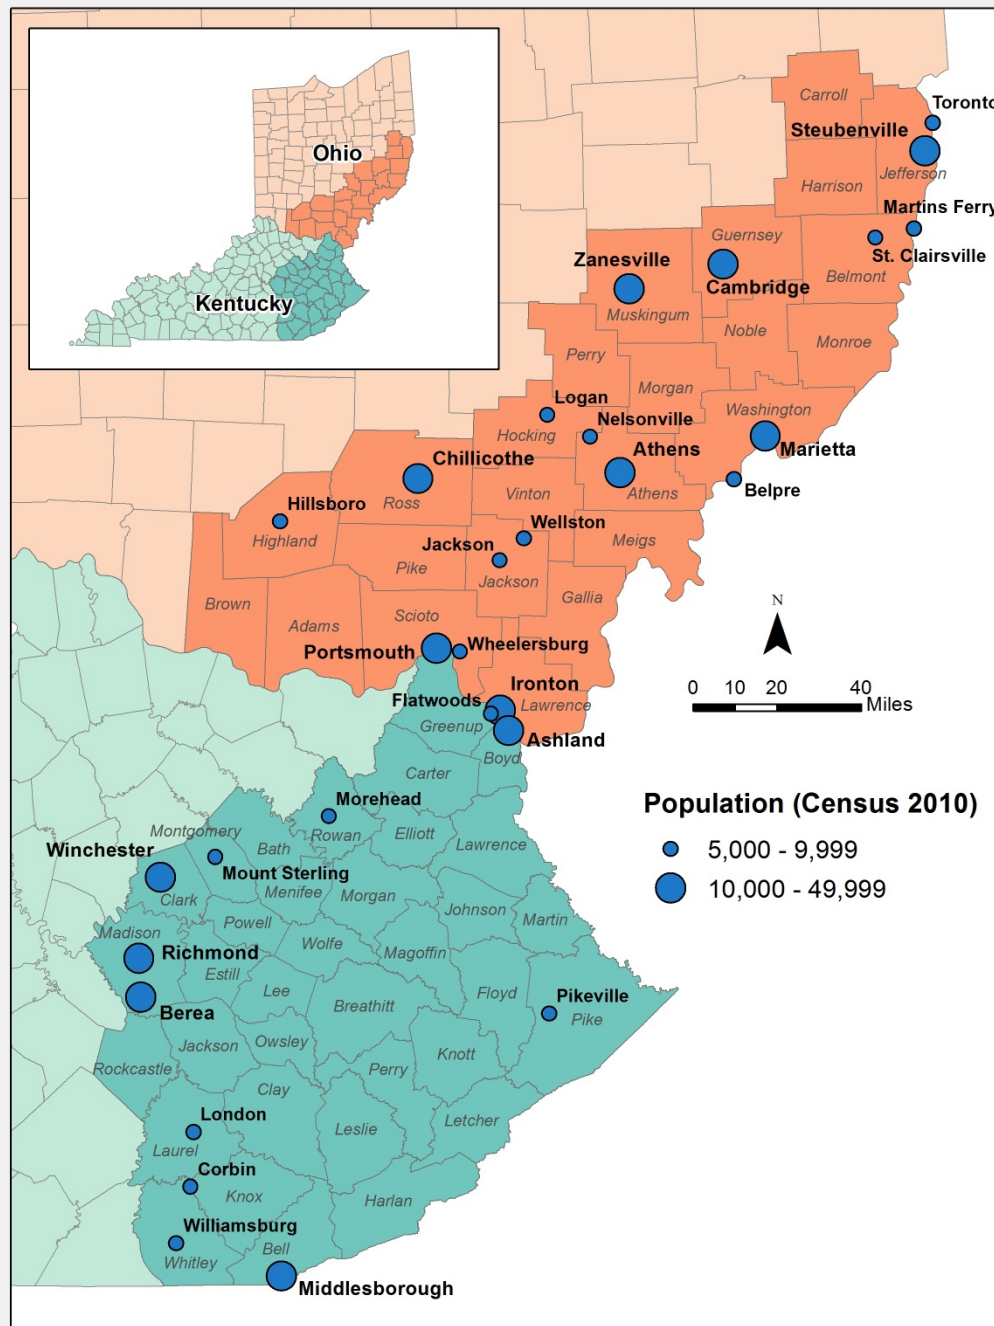 Ohio
Kentucky
Carroll
Toronto
Steubenville
Jefferson
Harrison
Martins Ferry
Guernsey
St. Clairsville
Zanesville
Belmont
Cambridge
Muskingum
Noble
Monroe
Perry
Morgan
Logan
Washington
Nelsonville
Hocking
Marietta
Athens
Chillicothe
Belpre
Athens
Vinton
Ross
Hillsboro
Wellston
Highland
Meigs
Jackson
Pike
Jackson
Gallia
Brown
Scioto
Adams
Wheelersburg
Portsmouth
Ironton
Flatwoods
Lawrence
Greenup
Ashland
Boyd
N
0 10 20 40
Miles
Carter
Morehead
Rowan
Elliott
Montgomery
Lawrence
Winchester
Bath
Mount Sterling
Menifee
Morgan
Clark
Johnson
Martin
Powell
Madison
Wolfe
Magoffin
Richmond
Estill
Lee
Floyd
Pikeville
Breathitt
Berea
Pike
Owsley
Jackson
Knott
Rockcastle
Perry
Clay
London
Leslie
Letcher
Laurel
Corbin
Knox
Harlan
Williamsburg
Bell
Whitley
Middlesborough
Population (Census 2010)
5,000 - 9,999
10,000 - 49,999